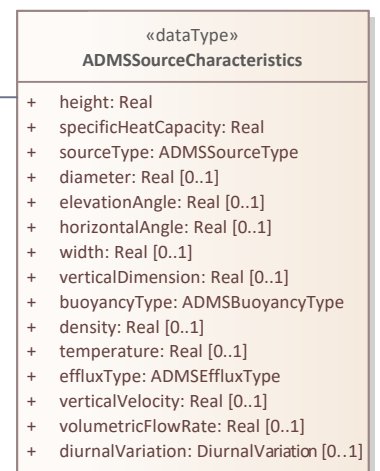 «dataType»
ADMSSourceCharacteristics
+ height: Real
+ specificHeatCapacity: Real
+ sourceType: ADMSSourceType
+ diameter: Real [0..1]
+ elevationAngle: Real [0..1]
+ horizontalAngle: Real [0..1]
+ width: Real [0..1]
+ verticalDimension: Real [0..1]
+ buoyancyType: ADMSBuoyancyType
+ density: Real [0..1]
+ temperature: Real [0..1]
+ effluxType: ADMSEffluxType
+ verticalVelocity: Real [0..1]
+ volumetricFlowRate: Real [0..1]
+ diurnalVariation: DiurnalVariation [0..1]